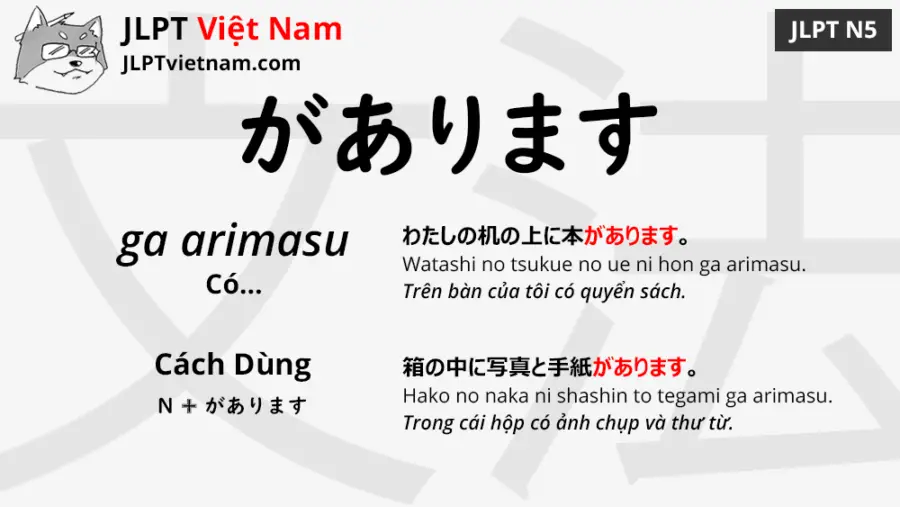 JLPT Việt Nam
JLPTvietnam.com
JLPT N5
文法
があります
ga arimasu
Có...
わたしの机の上に本があります。
Watashi no tsukue no ue ni hon ga arimasu.
Trên bàn của tôi có quyển sách.
Cách Dùng
N + があります
箱の中に写真と手紙があります。
Hako no naka ni shashin to tegami ga arimasu.
Trong cái hộp có ảnh chụp và thư từ.